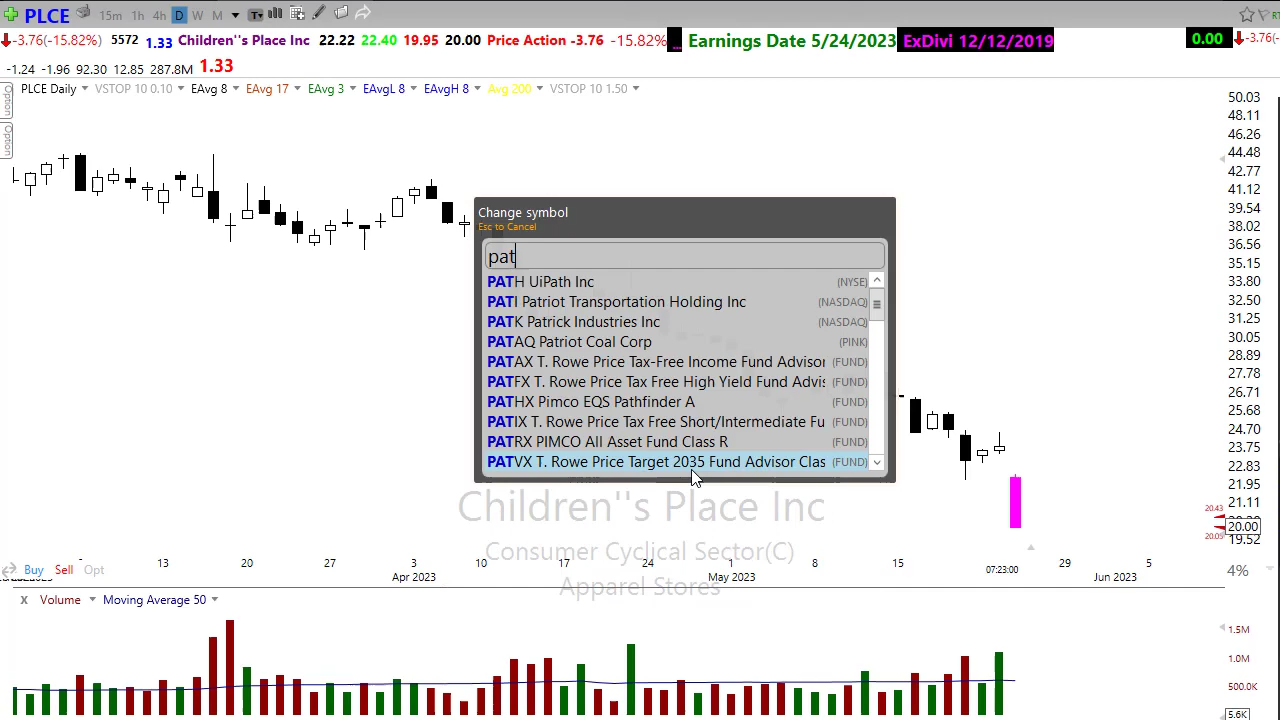 PLCE 15m 1h 4h D W M T
-3.76(-15.82%) 5572 1.33 Children''s Place Inc 22.22 22.40 19.95 20.00 Price Action -3.76 -15.82% ... Earnings Date 5/24/2023 ExDivi 12/12/2019 0.00 -3.76(-
-1.24 -1.96 92.30 12.85 287.8M 1.33
PLCE Daily VSTOP 10 0.10 EAvg 8 EAvg 17 EAvg 3 EAvgL 8 EAvgH 8 Avg 200 VSTOP 10 1.50
Option
Option
50.03
48.11
46.26
44.48
42.77
41.12
39.54
38.02
36.56
35.15
33.80
32.50
31.25
30.05
28.89
27.78
26.71
25.68
24.70
23.75
22.83
21.95
21.11
20.43
20.00
20.05
19.52
4%
Change symbol
Esc to Cancel
pat
PATH UiPath Inc (NYSE)
PATI Patriot Transportation Holding Inc (NASDAQ)
PATK Patrick Industries Inc (NASDAQ)
PATAQ Patriot Coal Corp (PINK)
PATAX T. Rowe Price Tax-Free Income Fund Advisor (FUND)
PATFX T. Rowe Price Tax Free High Yield Fund Advis (FUND)
PATHX Pimco EQS Pathfinder A (FUND)
PATIX T. Rowe Price Tax Free Short/Intermediate Fu (FUND)
PATRX PIMCO All Asset Fund Class R (FUND)
PATVX T. Rowe Price Target 2035 Fund Advisor Clas (FUND)
Children''s Place Inc
Consumer Cyclical Sector(C)
Apparel Stores
Buy Sell Opt
13 20 27 3 10 17 24 1 8 15 07:23:00 29 5
Apr 2023 May 2023 Jun 2023
X Volume Moving Average 50
1.5M
1.0M
500.0K
5.6K